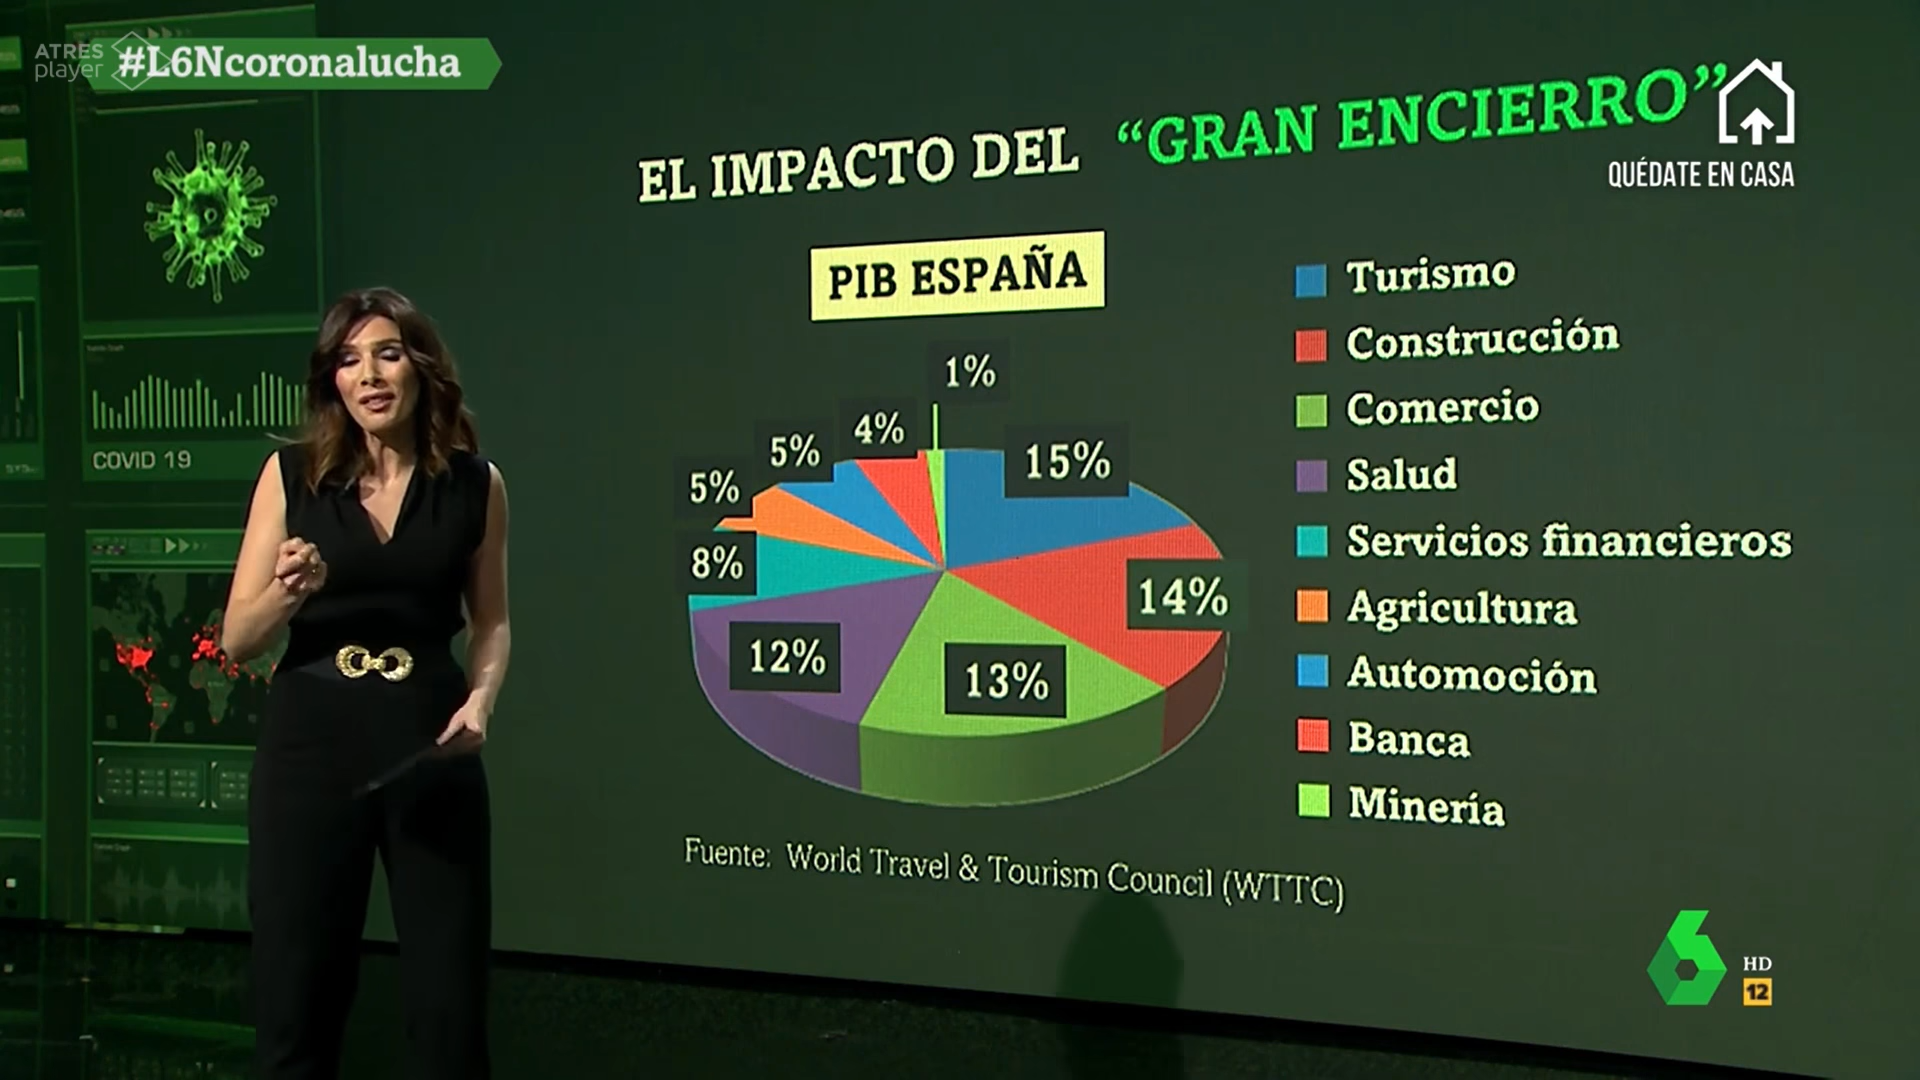 ATRES
player
#L6Ncoronalucha
EL IMPACTO DEL “GRAN ENCIERRO”
QUÉDATE EN CASA
PIB ESPAÑA
1%
4%
5%
5%
8%
12%
13%
14%
15%
Turismo
Construcción
Comercio
Salud
Servicios financieros
Agricultura
Automoción
Banca
Minería
Fuente: World Travel & Tourism Council (WTTC)
COVID 19
6
HD
12